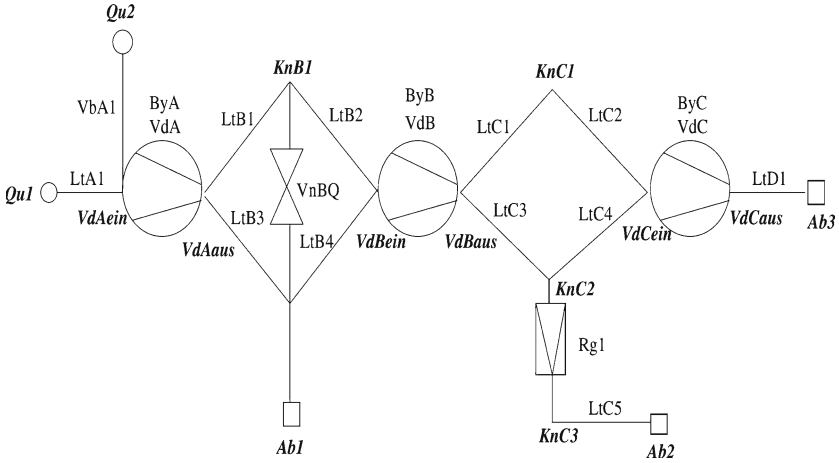 Qu2
KnB1
KnC1
VbA1
ByA
VdA
LtB1
LtB2
ByB
VdB
LtC1
LtC2
ByC
VdC
LtA1
VnBQ
LtD1
Qu1
VdAein
LtB3
LtC3
LtC4
VdAaus
LtB4
VdBein
VdBaus
VdCein
VdCaus
Ab3
KnC2
Rg1
LtC5
Ab1
KnC3
Ab2